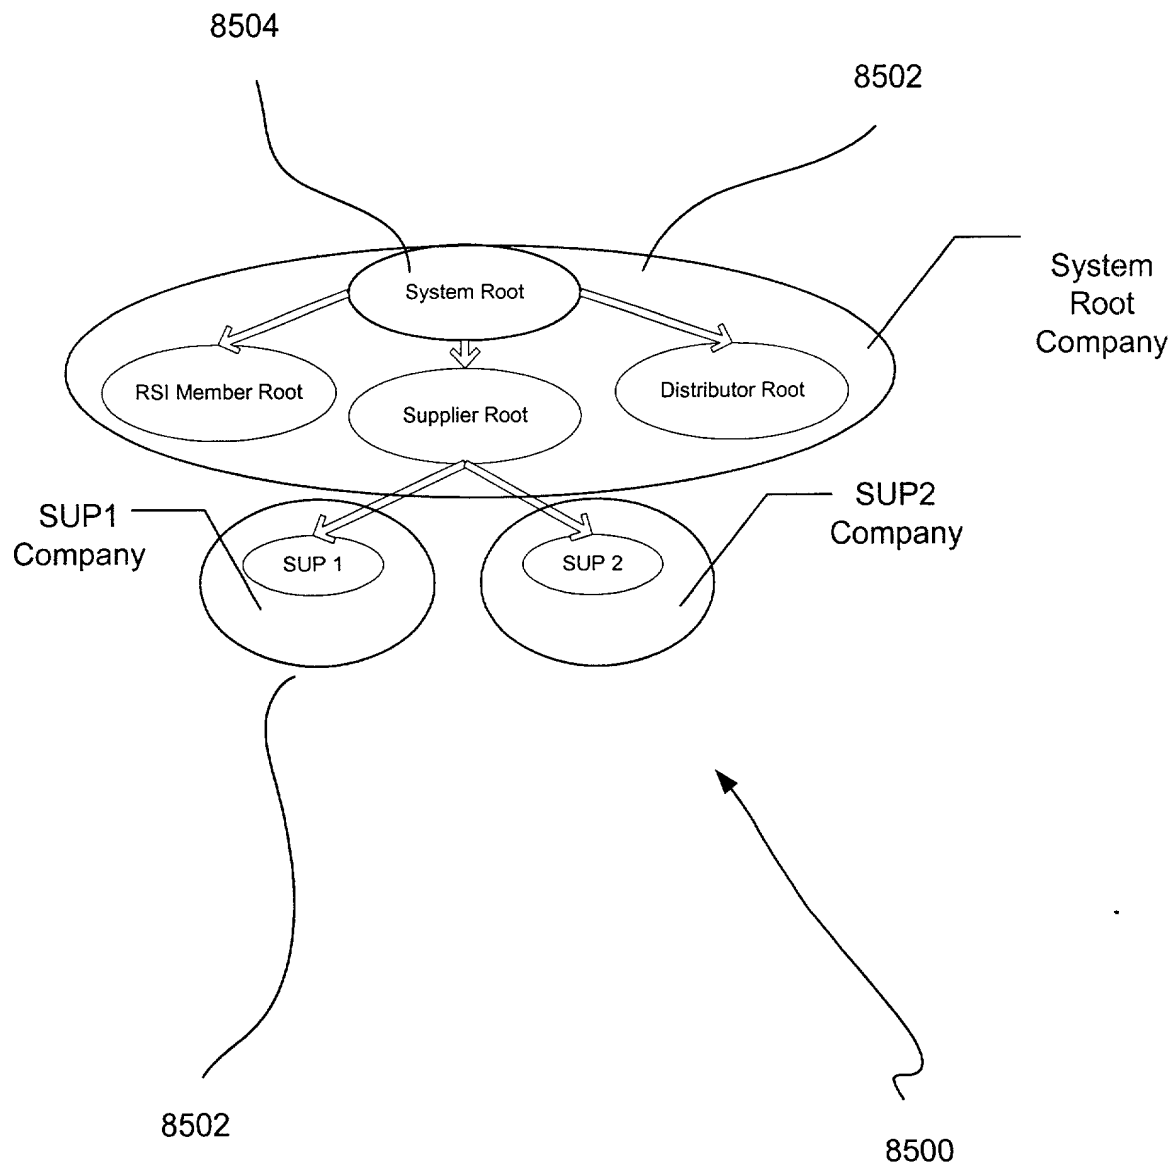 8504
8502
System
Root
Company
System Root
RSI Member Root
Supplier Root
Distributor Root
SUP1
Company
SUP2
Company
SUP 1
SUP 2
8502
8500